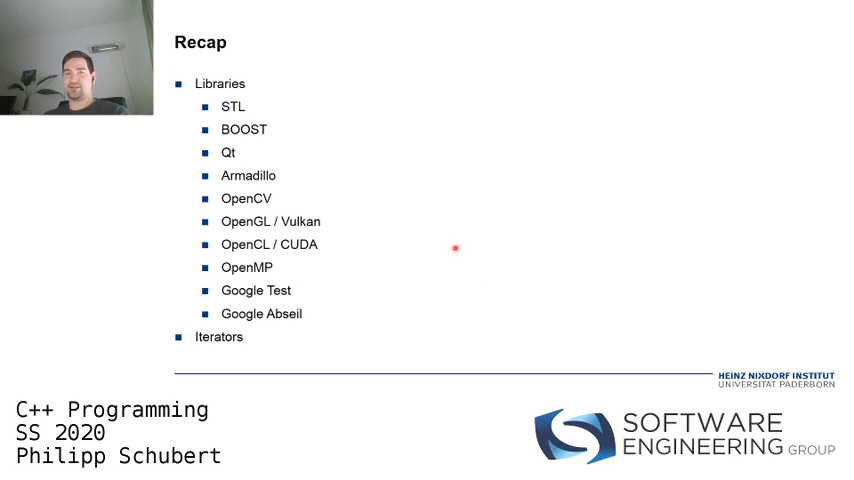 Recap
Libraries
STL
BOOST
Qt
Armadillo
OpenCV
OpenGL / Vulkan
OpenCL / CUDA
OpenMP
Google Test
Google Abseil
Iterators
HEINZ NIXDORF INSTITUT
UNIVERSITÄT PADERBORN
C++ Programming
SS 2020
Philipp Schubert
SOFTWARE
ENGINEERING GROUP